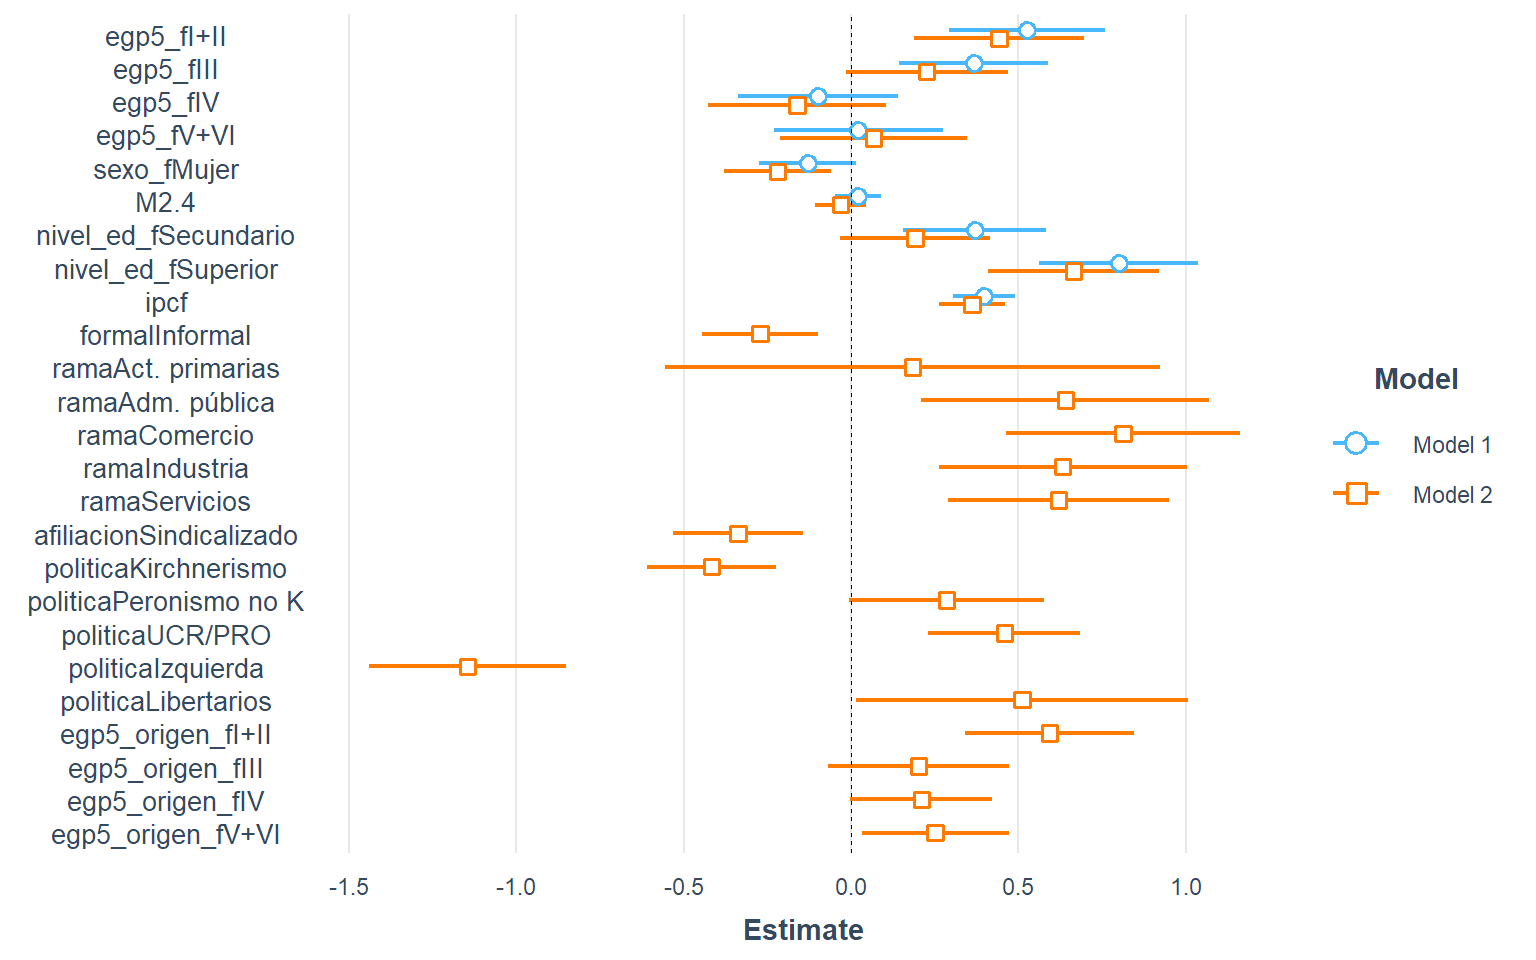 egp5_fI+II
egp5_fIII
egp5_fIV
egp5_fV+VI
sexo_fMujer
M2.4
nivel_ed_fSecundario
nivel_ed_fSuperior
ipcf
formalInformal
ramaAct. primarias
ramaAdm. pública
ramaComercio
ramaIndustria
ramaServicios
afiliacionSindicalizado
politicaKirchnerismo
politicaPeronismo no K
politicaUCR/PRO
politicaIzquierda
politicaLibertarios
egp5_origen_fI+II
egp5_origen_fIII
egp5_origen_fIV
egp5_origen_fV+VI
-1.5 -1.0 -0.5 0.0 0.5 1.0
Estimate
Model
Model 1
Model 2